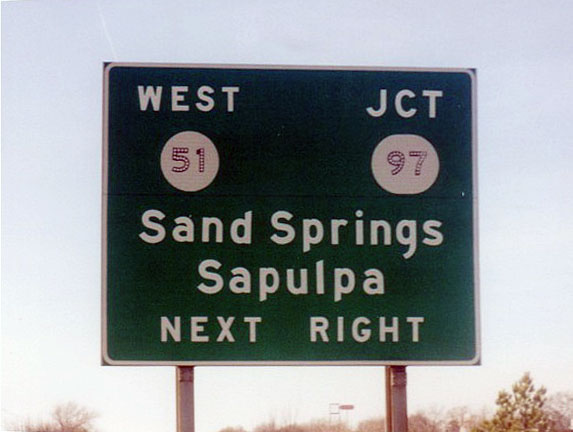 WEST JCT
51 97
Sand Springs
Sapulpa
NEXT RIGHT